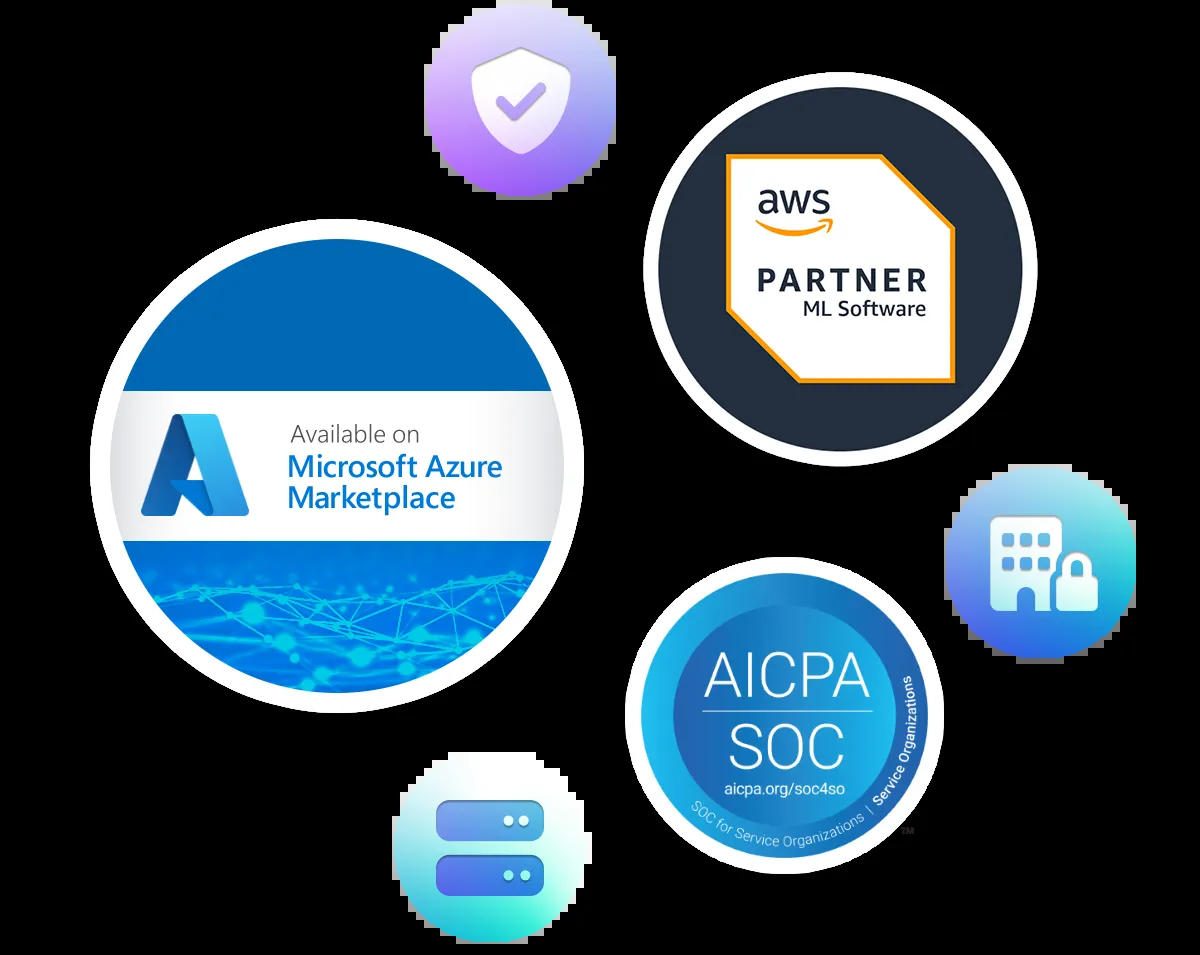 aws
PARTNER
ML Software
Available on
Microsoft Azure
Marketplace
AICPA
SOC
aicpa.org/soc4so
SOC for Service Organizations | Service Organizations
TM